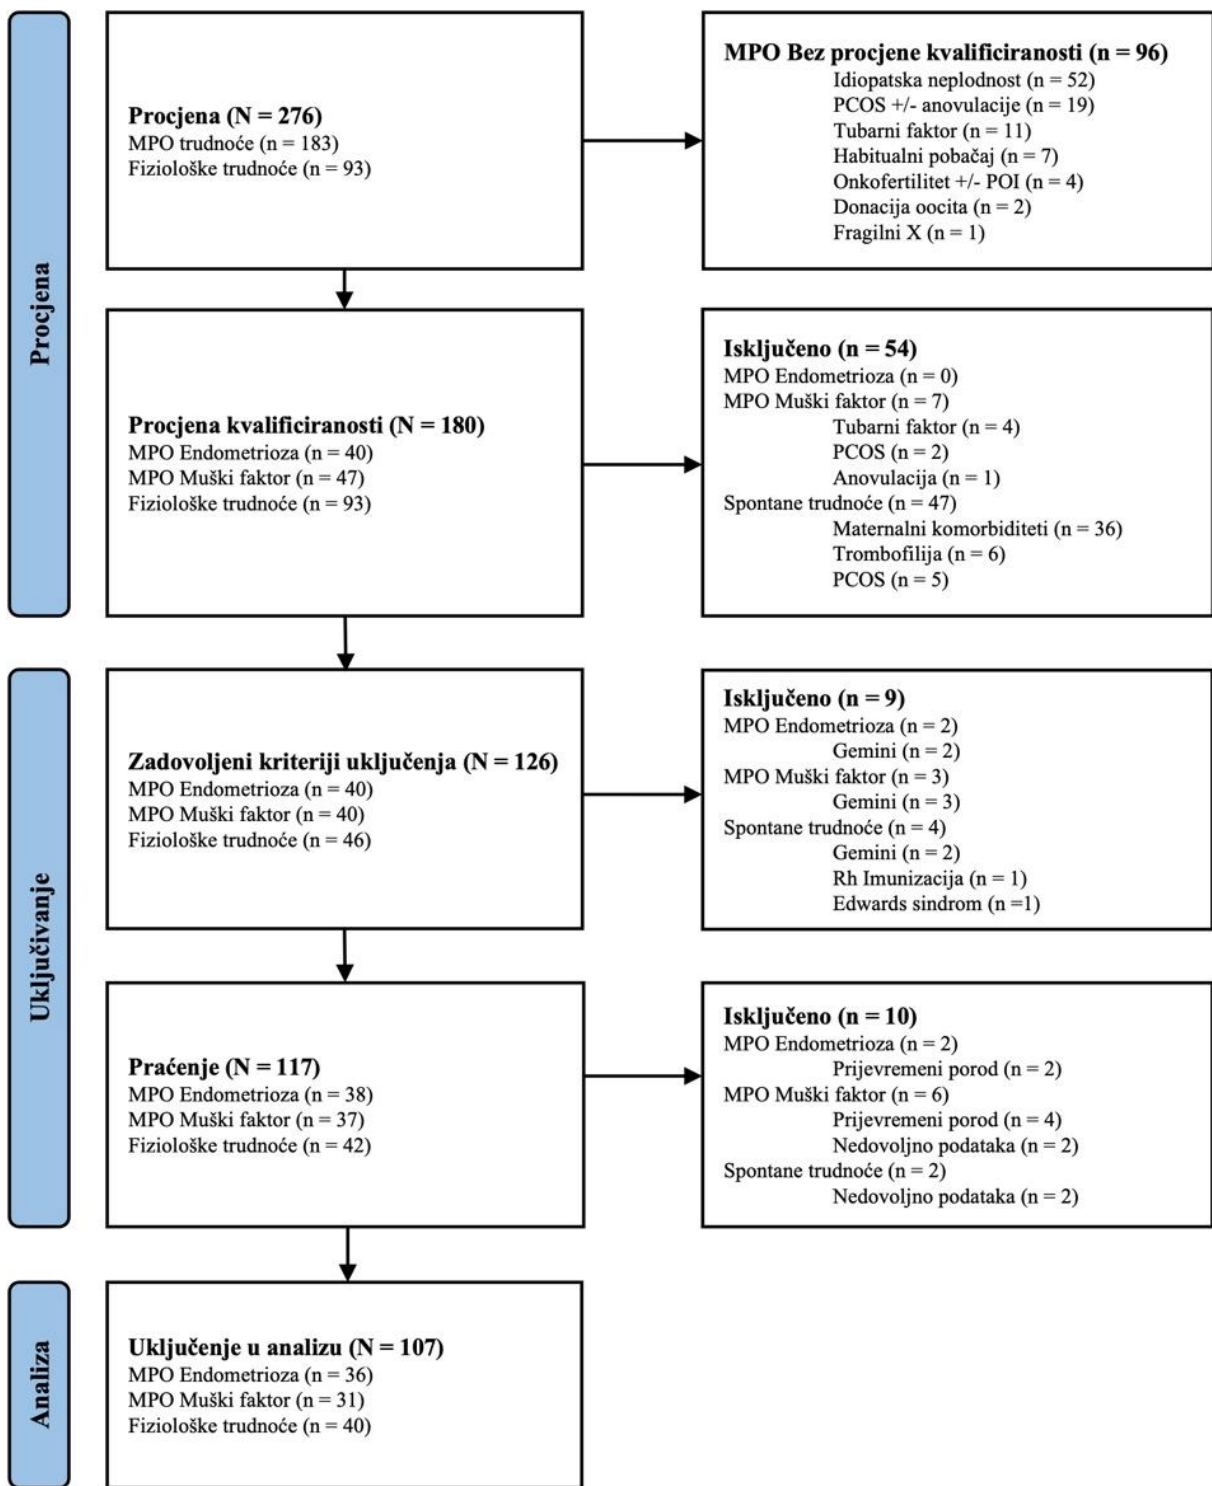 Procjena
Procjena (N = 276)
MPO trudnoće (n = 183)
Fiziološke trudnoće (n = 93)
MPO Bez procjene kvalificiranosti (n = 96)
Idiopatska neplodnost (n = 52)
PCOS +/- anovulacije (n = 19)
Tubarni faktor (n = 11)
Habitualni pobačaj (n = 7)
Onkofertilitet +/- POI (n = 4)
Donacija oocita (n = 2)
Fragilni X (n = 1)
Procjena kvalificiranosti (N = 180)
MPO Endometrioza (n = 40)
MPO Muški faktor (n = 47)
Fiziološke trudnoće (n = 93)
Isključeno (n = 54)
MPO Endometrioza (n = 0)
MPO Muški faktor (n = 7)
Tubarni faktor (n = 4)
PCOS (n = 2)
Anovulacija (n = 1)
Spontane trudnoće (n = 47)
Maternalni komorbiditeti (n = 36)
Trombofilija (n = 6)
PCOS (n = 5)
Uključivanje
Zadovoljeni kriteriji uključenja (N = 126)
MPO Endometrioza (n = 40)
MPO Muški faktor (n = 40)
Fiziološke trudnoće (n = 46)
Isključeno (n = 9)
MPO Endometrioza (n = 2)
Gemini (n = 2)
MPO Muški faktor (n = 3)
Gemini (n = 3)
Spontane trudnoće (n = 4)
Gemini (n = 2)
Rh Imunizacija (n = 1)
Edwards sindrom (n =1)
Praćenje (N = 117)
MPO Endometrioza (n = 38)
MPO Muški faktor (n = 37)
Fiziološke trudnoće (n = 42)
Isključeno (n = 10)
MPO Endometrioza (n = 2)
Prijevremeni porod (n = 2)
MPO Muški faktor (n = 6)
Prijevremeni porod (n = 4)
Nedovoljno podataka (n = 2)
Spontane trudnoće (n = 2)
Nedovoljno podataka (n = 2)
Analiza
Uključenje u analizu (N = 107)
MPO Endometrioza (n = 36)
MPO Muški faktor (n = 31)
Fiziološke trudnoće (n = 40)